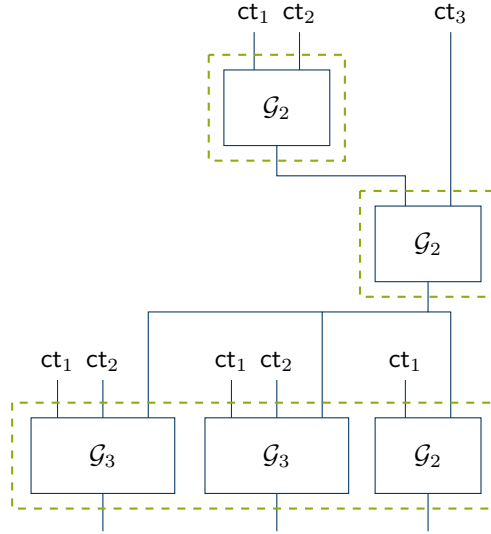 ct₁ ct₂ ct₃
𝒢₂
𝒢₂
ct₁ ct₂ ct₁ ct₂ ct₁
𝒢₃ 𝒢₃ 𝒢₂